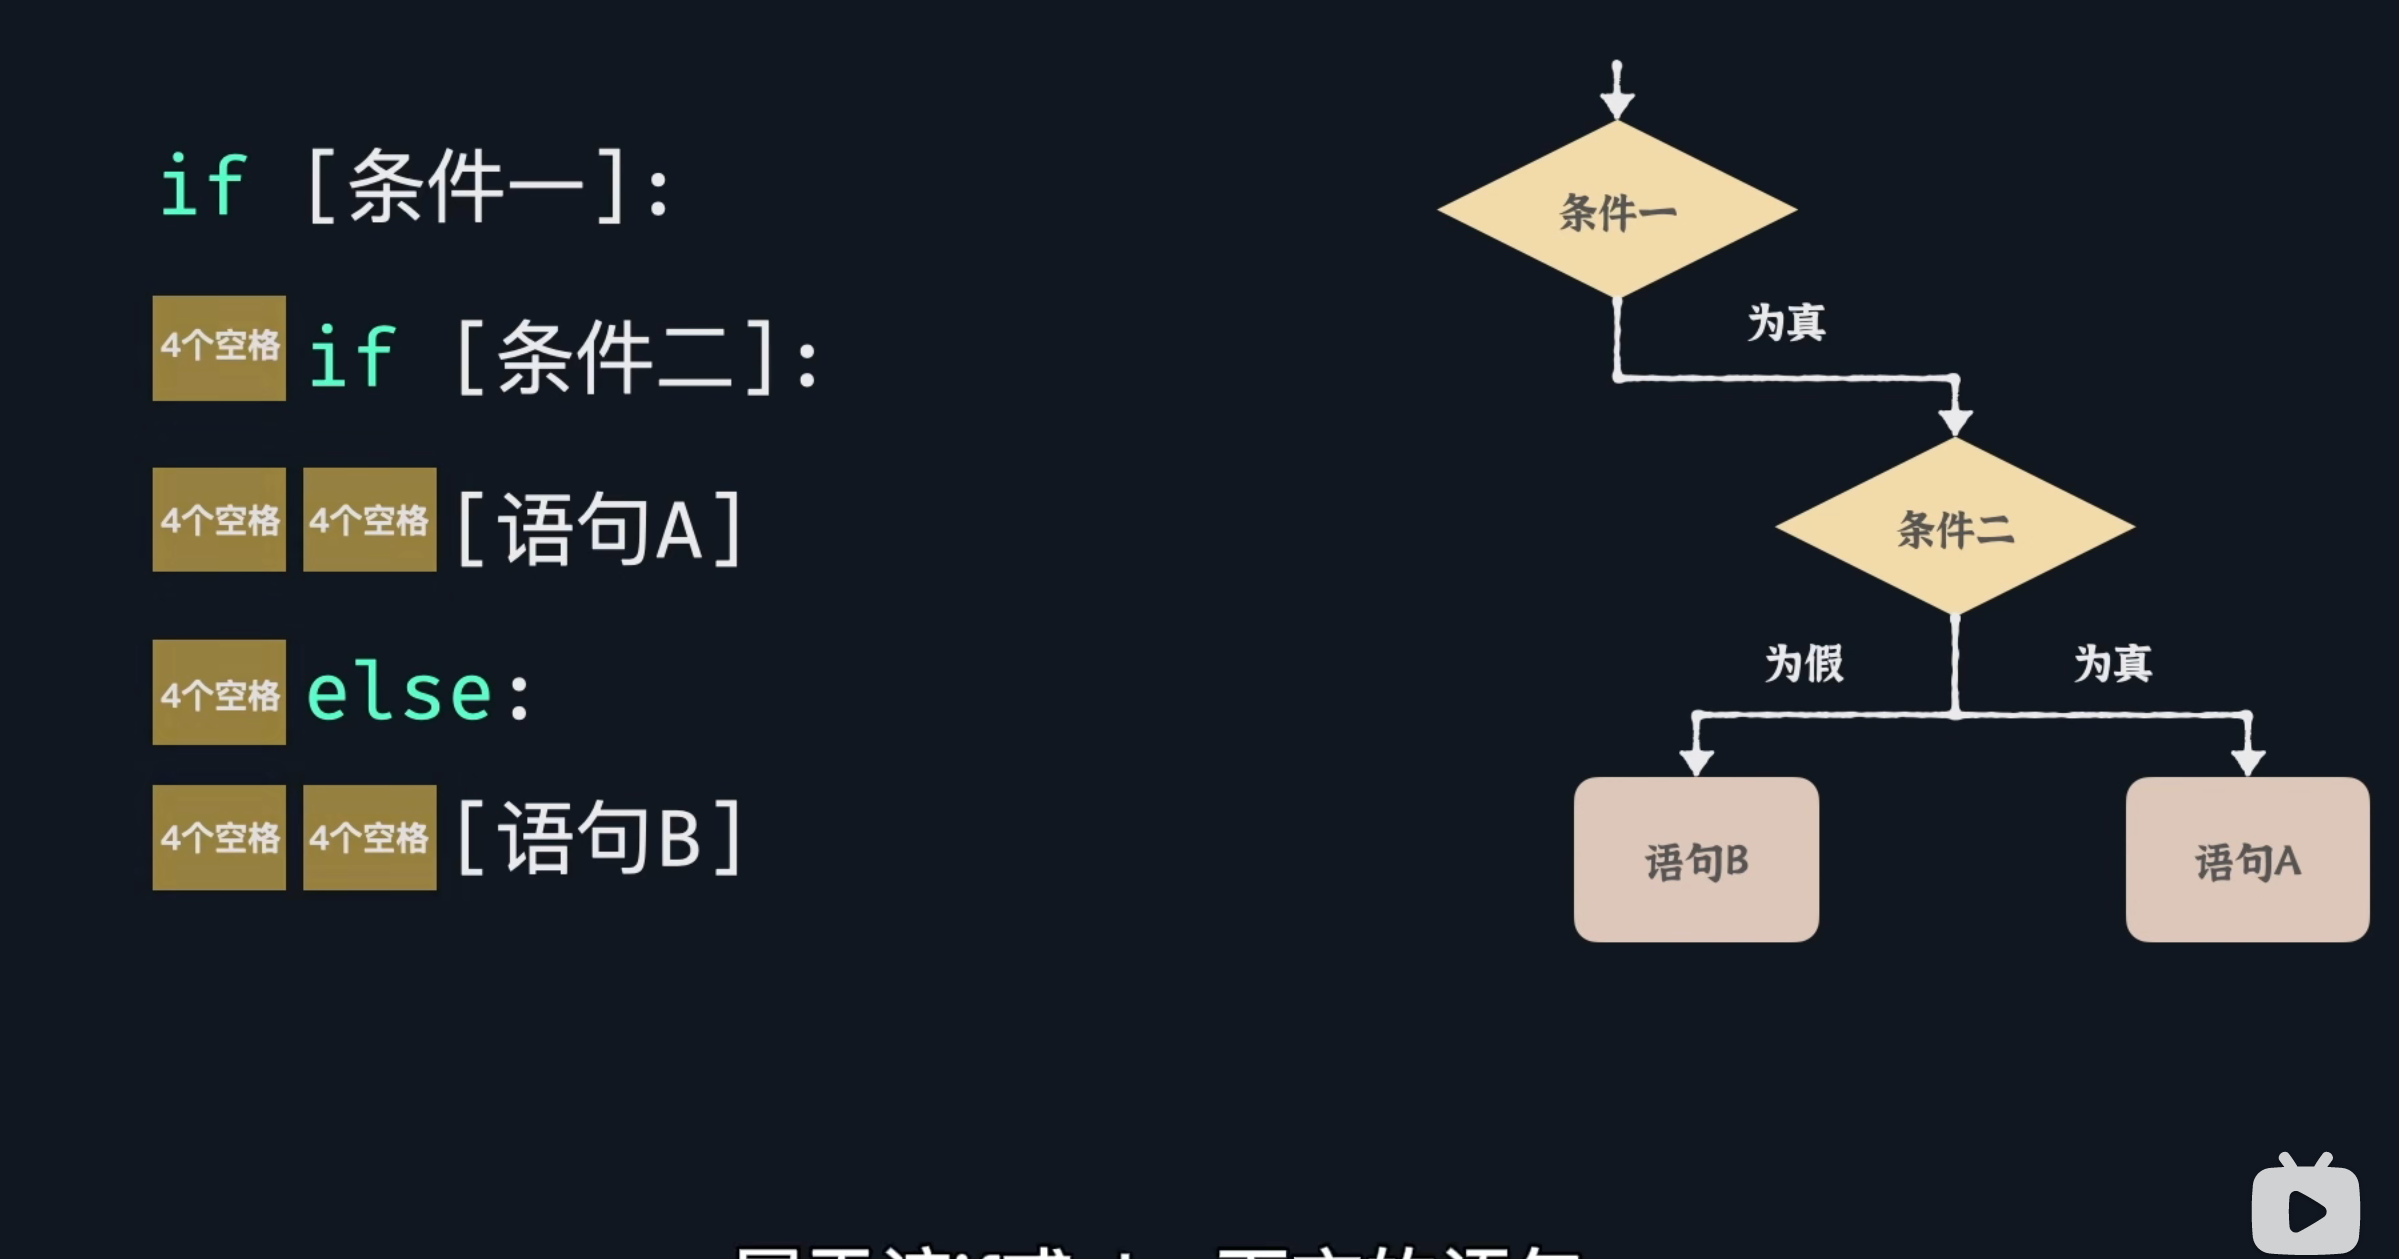 if [条件一]:
4个空格 if [条件二]:
4个空格 4个空格 [语句A]
4个空格 else:
4个空格 4个空格 [语句B]
条件一
为真
条件二
为假 为真
语句B 语句A